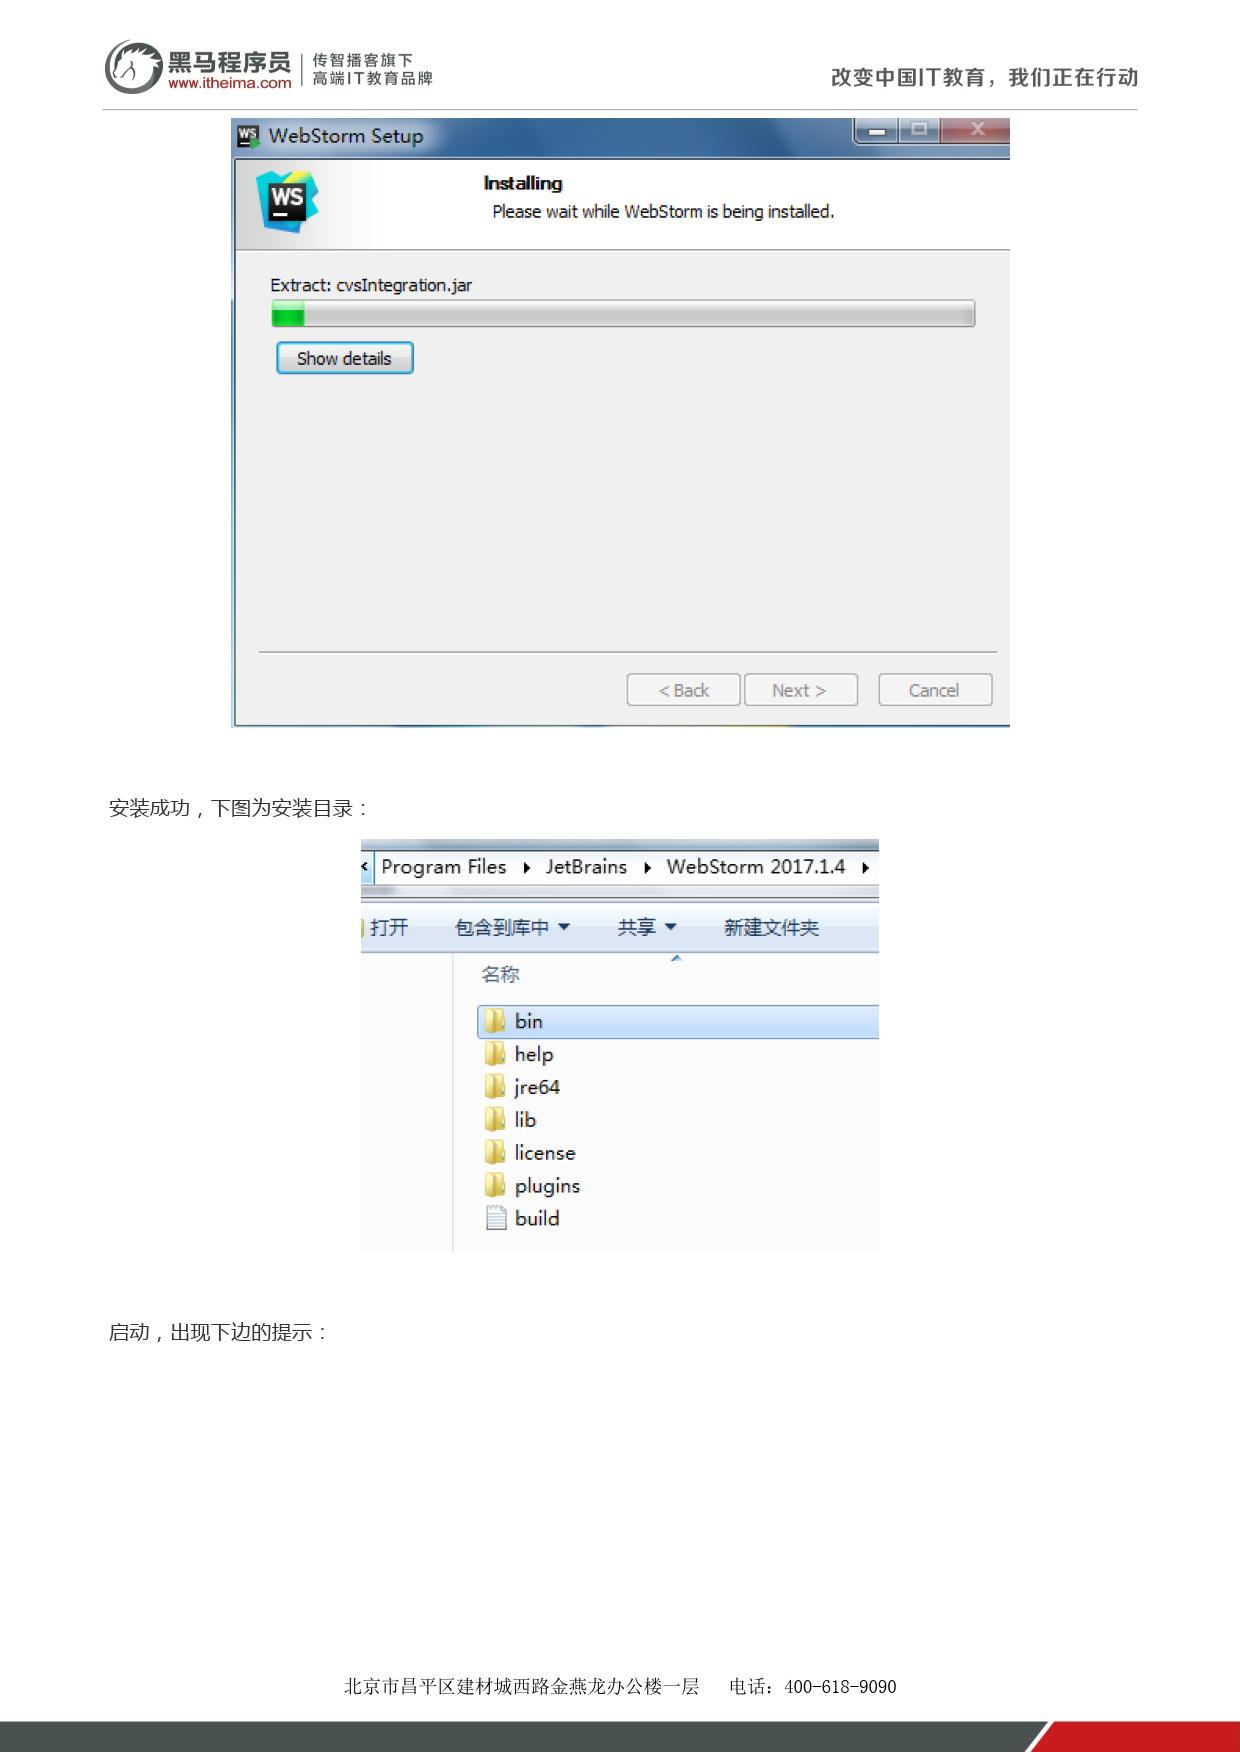 黑马程序员
www.itheima.com
传智播客旗下
高端IT教育品牌
改变中国IT教育，我们正在行动
WS
WebStorm Setup
WS
Installing
Please wait while WebStorm is being installed.
Extract: cvsIntegration.jar
Show details
< Back
Next >
Cancel
安装成功，下图为安装目录：
Program Files
JetBrains
WebStorm 2017.1.4
打开
包含到库中
共享
新建文件夹
名称
bin
help
jre64
lib
license
plugins
build
启动，出现下边的提示：
北京市昌平区建材城西路金燕龙办公楼一层 电话：400-618-9090